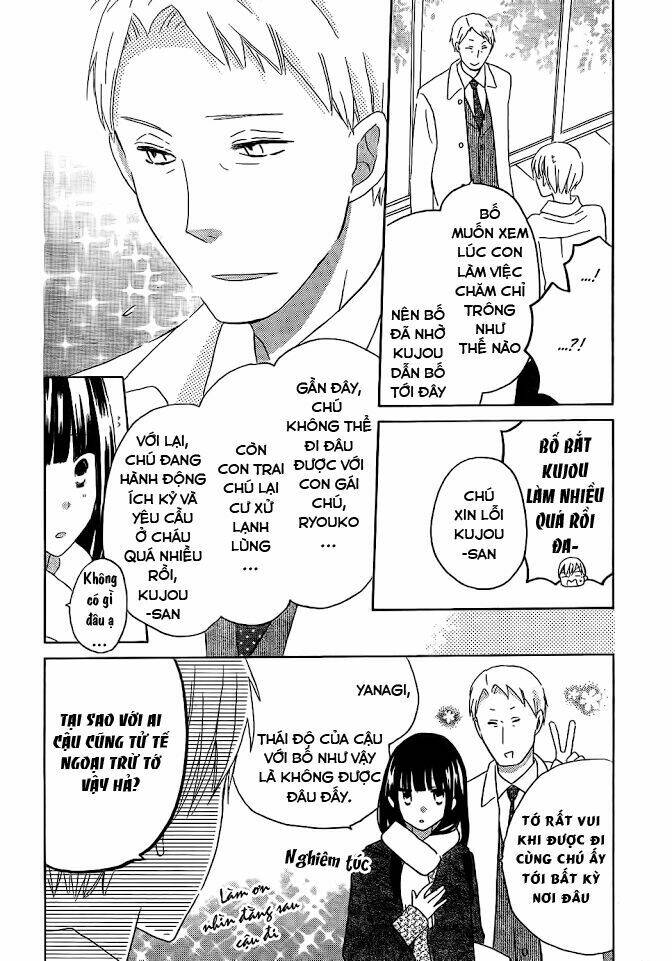 ...!
...?!
BỐ
MUỐN XEM
LÚC CON
LÀM VIỆC
CHĂM CHỈ
TRÔNG
NHƯ
THẾ NÀO
NÊN BỐ
ĐÃ NHỜ
KUJOU
DẪN BỐ
TỚI ĐÂY
BỐ BẮT
KUJOU
LÀM NHIỀU
QUÁ RỒI
ĐA-
CHÚ
XIN LỖI
KUJOU
-SAN
GẦN ĐÂY,
CHÚ
KHÔNG THỂ
ĐI ĐÂU
ĐƯỢC VỚI
CON GÁI
CHÚ,
RYOUKO
...
CÒN
CON TRAI
CHÚ LẠI
CƯ XỬ
LẠNH
LÙNG
...
VỚI LẠI,
CHÚ ĐANG
HÀNH ĐỘNG
ÍCH KỶ VÀ
YÊU CẦU
Ở CHÁU
QUÁ NHIỀU
RỒI,
KUJOU
-SAN
Không
có gì
đâu ạ
...
YANAGI,
THÁI ĐỘ CỦA CẬU
VỚI BỐ NHƯ VẬY
LÀ KHÔNG ĐƯỢC
ĐÂU ĐẤY.
TỚ RẤT VUI
KHI ĐƯỢC ĐI
CÙNG CHÚ ẤY
TỚI BẤT KỲ
NƠI ĐÂU
Nghiêm túc
Làm ơn
nhìn đằng sau
cậu đi
TẠI SAO VỚI AI
CẬU CŨNG TỬ TẾ
NGOẠI TRỪ TỚ
VẬY HẢ?